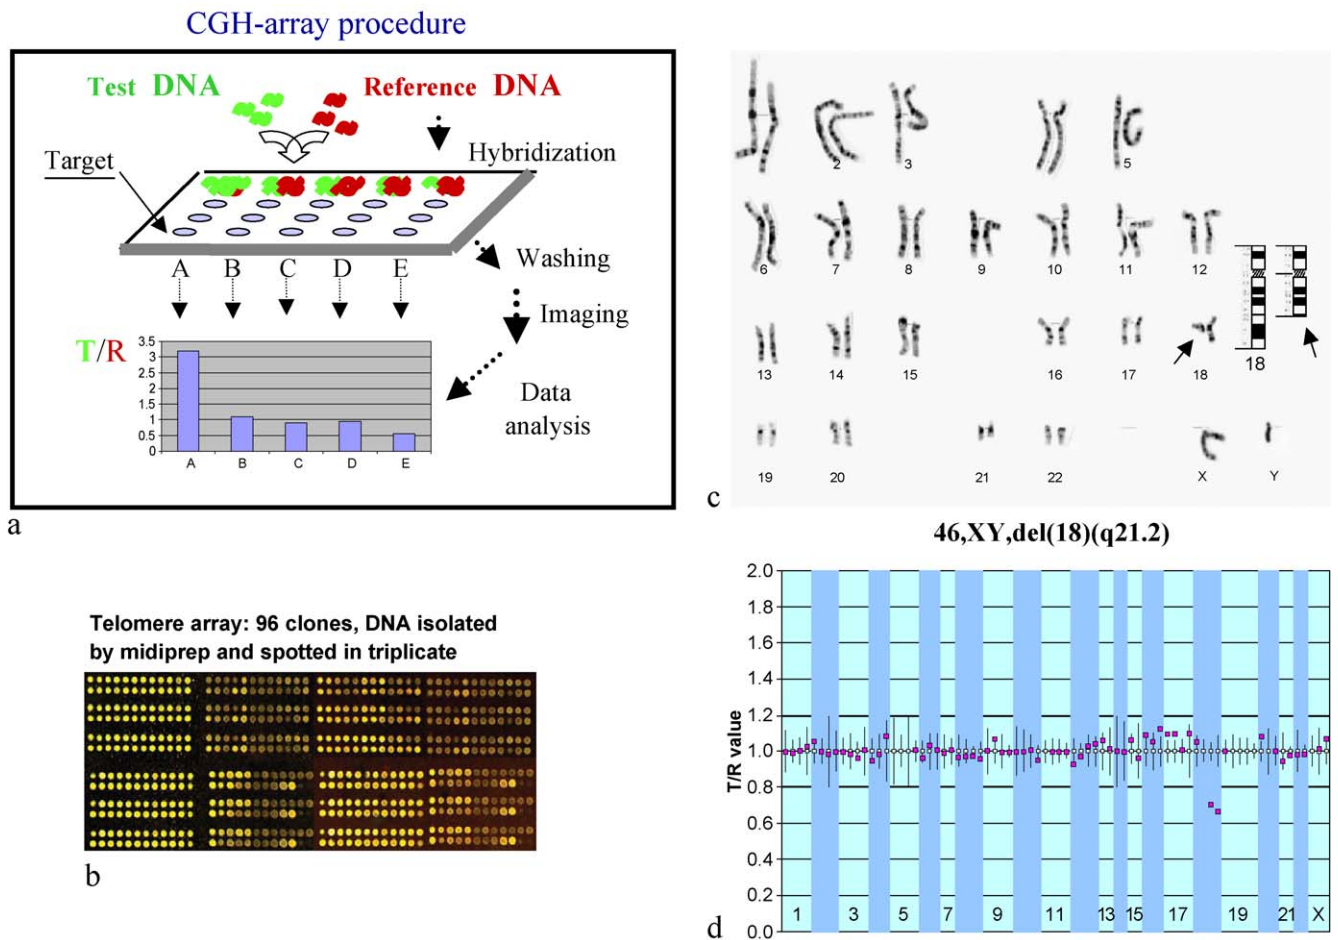 CGH-array procedure
Test DNA
Reference DNA
Hybridization
Target
Washing
A B C D E
Imaging
T/R
3.5
3
2.5
2
1.5
1
0.5
0
A B C D E
Data
analysis
a
Telomere array: 96 clones, DNA isolated
by midiprep and spotted in triplicate
b
2 3 5
6 7 8 9 10 11 12
13 14 15 16 17 18
18
19 20 21 22 X Y
c
46,XY,del(18)(q21.2)
T/R value
2.0
1.8
1.6
1.4
1.2
1.0
0.8
0.6
0.4
0.2
0.0
1 3 5 7 9 11 13 15 17 19 21 X
d